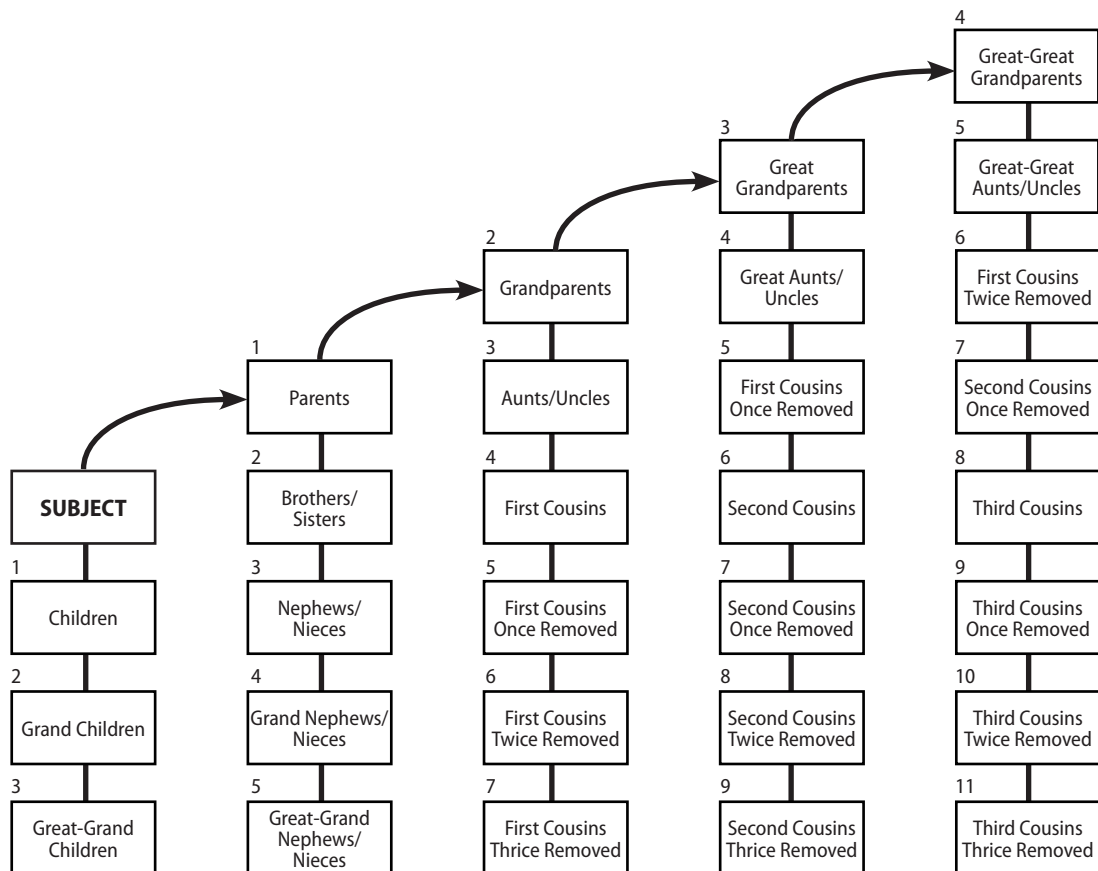 4
Great-Great
Grandparents
3
Great
Grandparents
5
Great-Great
Aunts/Uncles
2
Grandparents
4
Great Aunts/
Uncles
6
First Cousins
Twice Removed
1
Parents
3
Aunts/Uncles
5
First Cousins
Once Removed
7
Second Cousins
Once Removed
SUBJECT
2
Brothers/
Sisters
4
First Cousins
6
Second Cousins
8
Third Cousins
1
Children
3
Nephews/
Nieces
5
First Cousins
Once Removed
7
Second Cousins
Once Removed
9
Third Cousins
Once Removed
2
Grand Children
4
Grand Nephews/
Nieces
6
First Cousins
Twice Removed
8
Second Cousins
Twice Removed
10
Third Cousins
Twice Removed
3
Great-Grand
Children
5
Great-Grand
Nephews/
Nieces
7
First Cousins
Thrice Removed
9
Second Cousins
Thrice Removed
11
Third Cousins
Thrice Removed